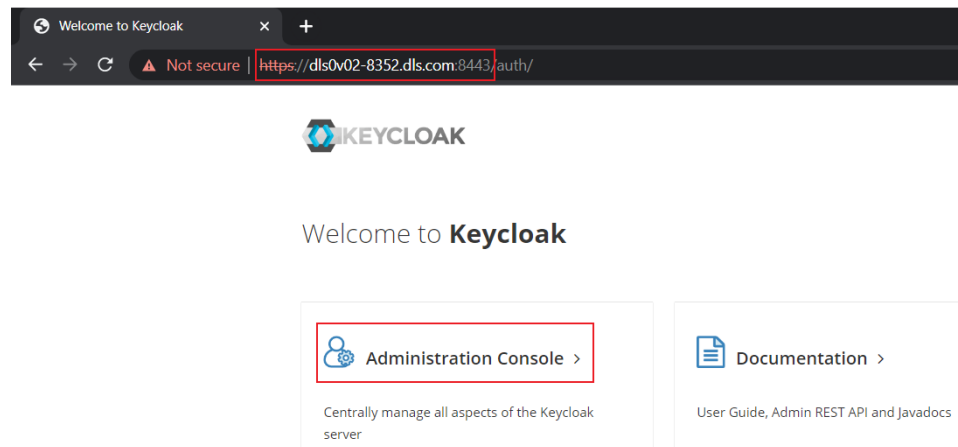 Welcome to Keycloak
Not secure | https://dls0v02-8352.dls.com:8443/auth/
KEYCLOAK
Welcome to Keycloak
Administration Console >
Documentation >
Centrally manage all aspects of the Keycloak
server
User Guide, Admin REST API and Javadocs